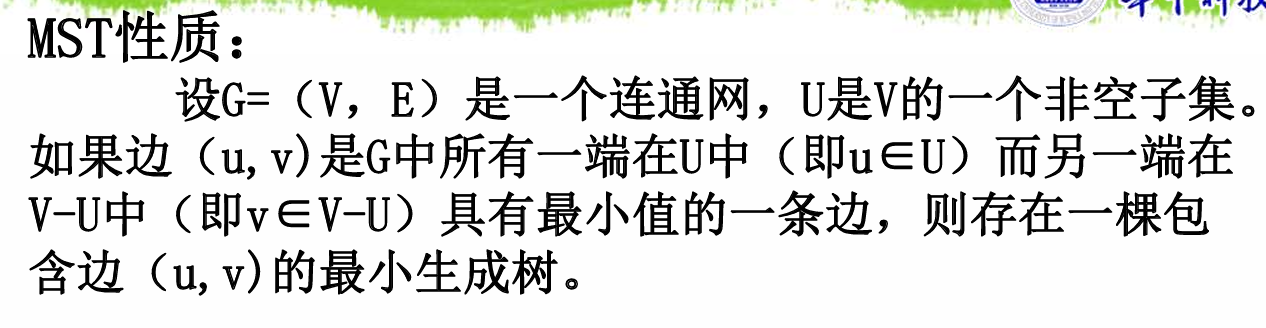 MST性质：
设G=（V，E）是一个连通网，U是V的一个非空子集。
如果边（u,v)是G中所有一端在U中（即u∈U）而另一端在
V-U中（即v∈V-U）具有最小值的一条边，则存在一棵包
含边（u,v)的最小生成树。